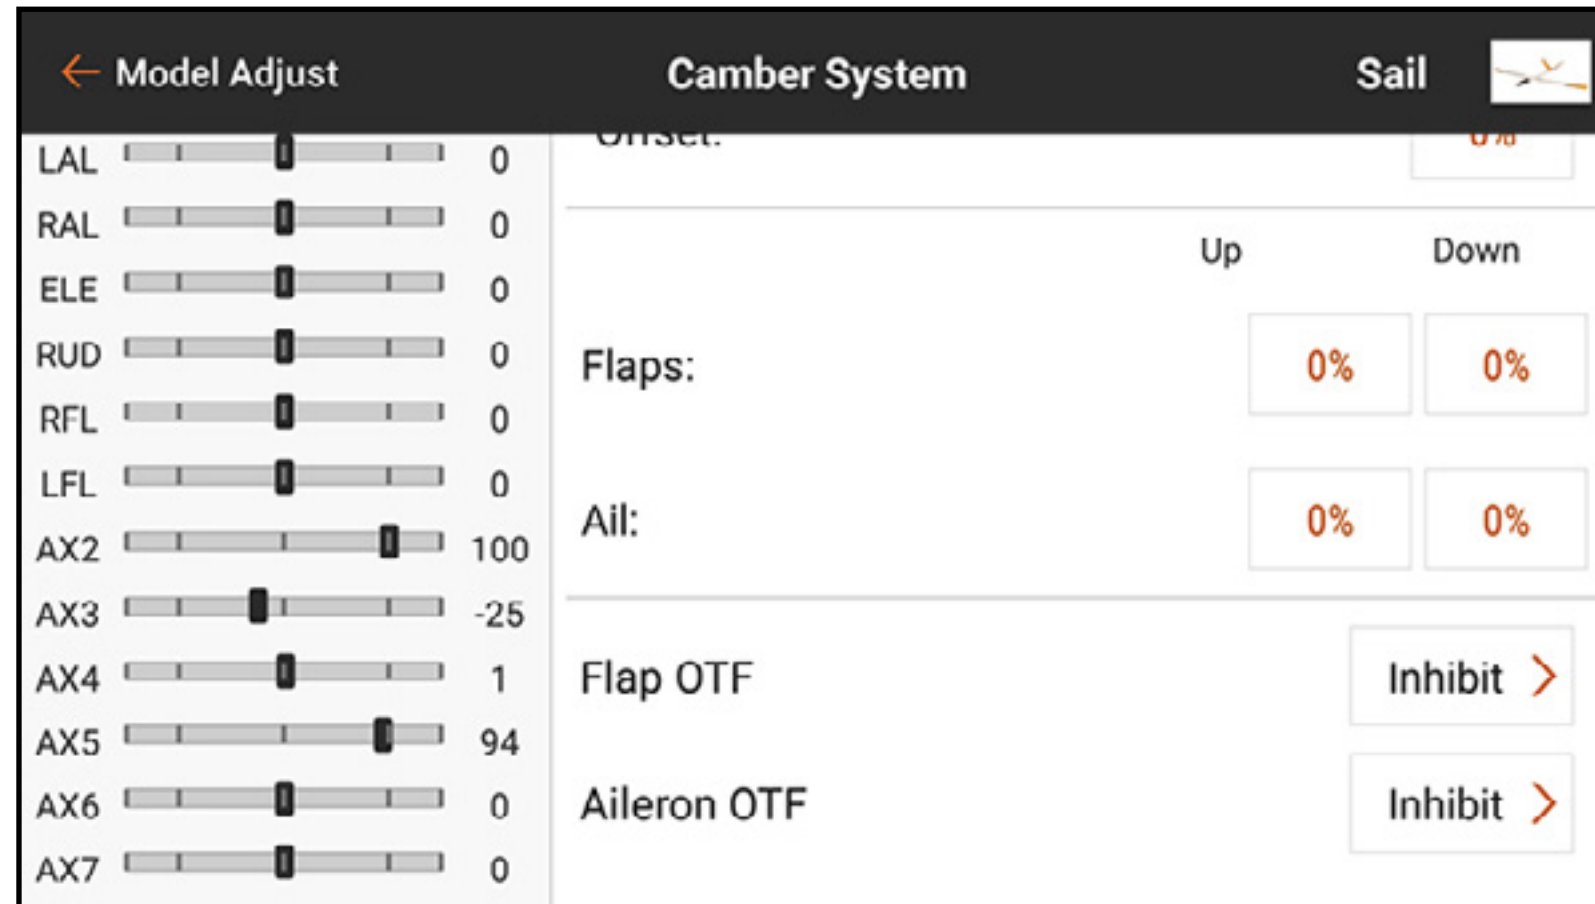 Model Adjust Camber System Sail
LAL 0 Offset: 0%
RAL 0
Up Down
ELE 0
RUD 0 Flaps: 0% 0%
RFL 0
LFL 0
Ail: 0% 0%
AX2 100
AX3 -25
AX4 1 Flap OTF Inhibit
AX5 94
AX6 0 Aileron OTF Inhibit
AX7 0